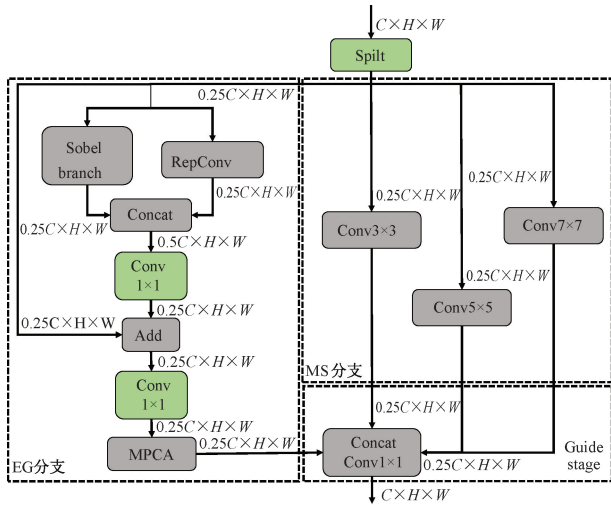 C×H×W
Spilt
0.25C×H×W
Sobel
branch
RepConv
0.25C×H×W
0.25C×H×W
0.25C×H×W
Concat
0.5C×H×W
Conv
1×1
0.25C×H×W
0.25C×H×W
Add
0.25C×H×W
Conv
1×1
0.25C×H×W
MPCA
0.25C×H×W
EG分支
0.25C×H×W
0.25C×H×W
Conv3×3
Conv7×7
0.25C×H×W
Conv5×5
MS分支
0.25C×H×W
Concat
Conv1×1
0.25C×H×W
Guide
stage
C×H×W